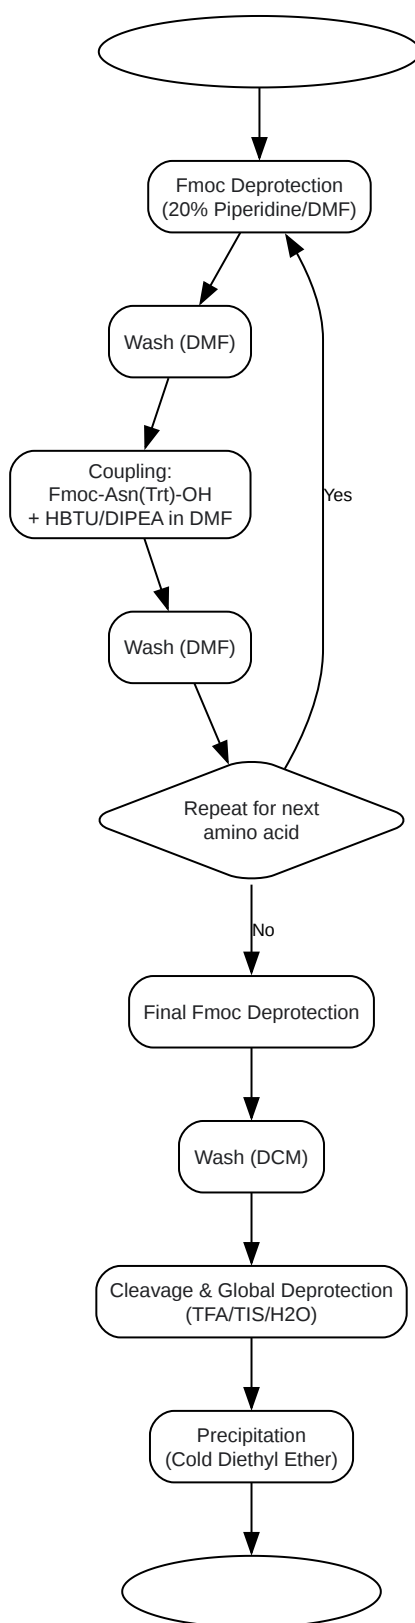 Fmoc Deprotection
(20% Piperidine/DMF)
Wash (DMF)
Coupling:
Fmoc-Asn(Trt)-OH
+ HBTU/DIPEA in DMF
Yes
Wash (DMF)
Repeat for next
amino acid
No
Final Fmoc Deprotection
Wash (DCM)
Cleavage & Global Deprotection
(TFA/TIS/H2O)
Precipitation
(Cold Diethyl Ether)